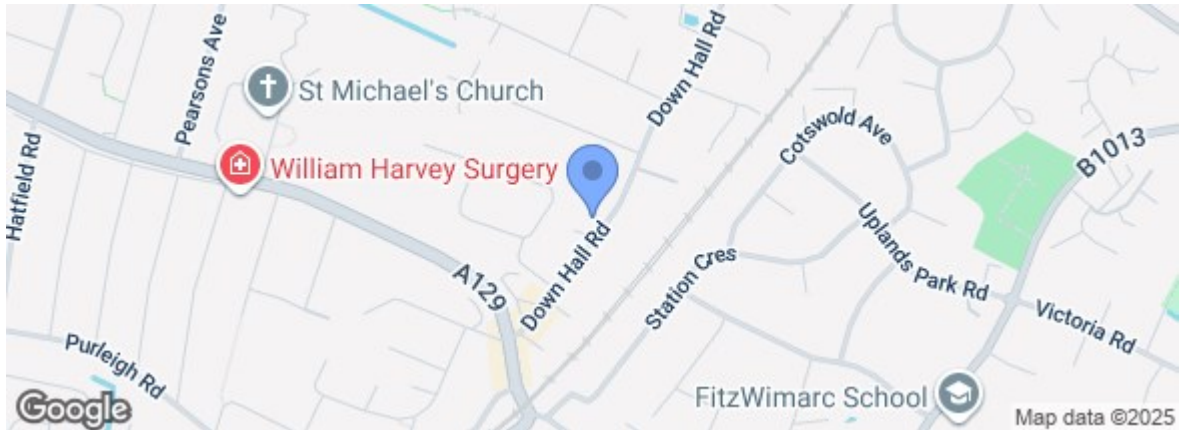 Pearsons Ave
Down Hall Rd
St Michael's Church
Cotswold Ave
B1013
William Harvey Surgery
Hatfield Rd
Uplands Park Rd
Down Hall Rd
Station Cres
A129
Victoria Rd
Purleigh Rd
FitzWimarc School
Google
Map data ©2025